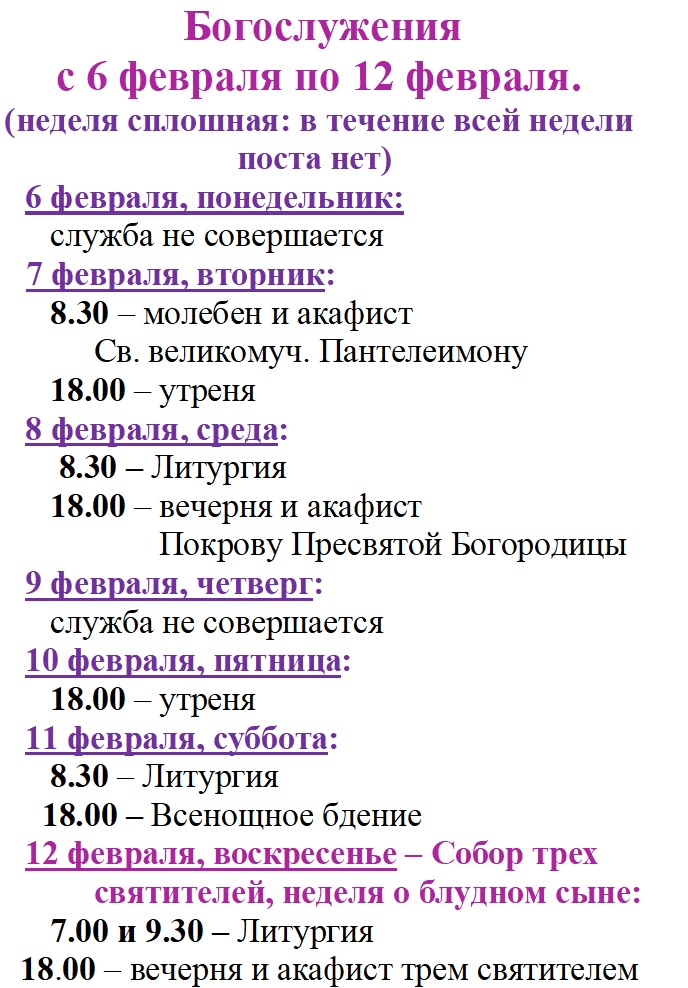 Богослужения
с 6 февраля по 12 февраля.
(неделя сплошная: в течение всей недели
поста нет)
6 февраля, понедельник:
служба не совершается
7 февраля, вторник:
8.30 – молебен и акафист
Св. великомуч. Пантелеимону
18.00 – утреня
8 февраля, среда:
8.30 – Литургия
18.00 – вечерня и акафист
Покрову Пресвятой Богородицы
9 февраля, четверг:
служба не совершается
10 февраля, пятница:
18.00 – утреня
11 февраля, суббота:
8.30 – Литургия
18.00 – Всенощное бдение
12 февраля, воскресенье – Собор трех
святителей, неделя о блудном сыне:
7.00 и 9.30 – Литургия
18.00 – вечерня и акафист трем святителем